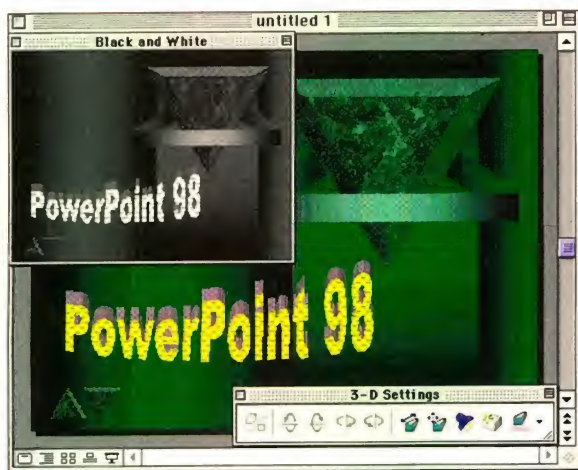 untitled 1
Black and White
PowerPoint 98
PowerPoint 98
3-D Settings